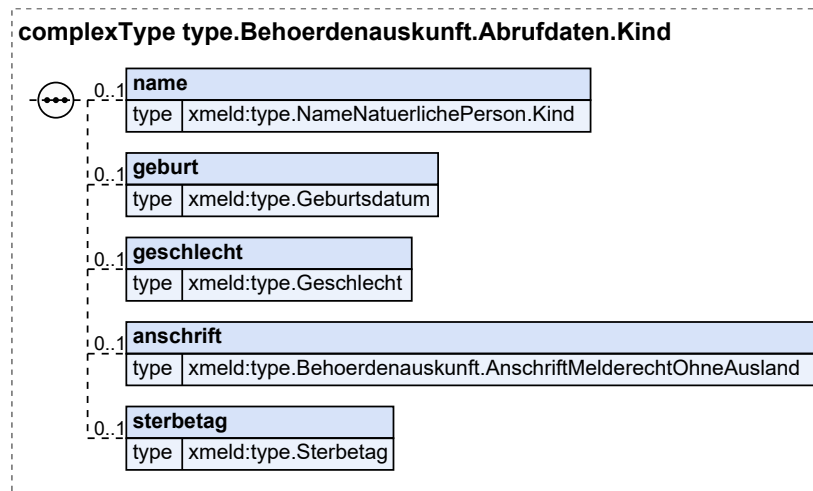 complexType type.Behoerdenauskunft.Abrufdaten.Kind
0..1 name
type xmeld:type.NameNatuerlichePerson.Kind
0..1 geburt
type xmeld:type.Geburtsdatum
0..1 geschlecht
type xmeld:type.Geschlecht
0..1 anschrift
type xmeld:type.Behoerdenauskunft.AnschriftMelderechtOhneAusland
0..1 sterbetag
type xmeld:type.Sterbetag